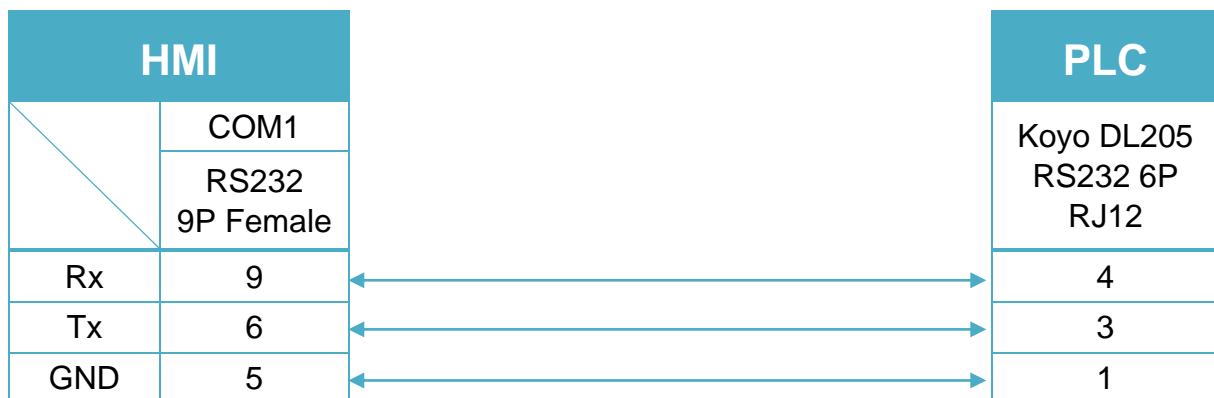 HMI
PLC
COM1
RS232
9P Female
Koyo DL205
RS232 6P
RJ12
Rx 9 4
Tx 6 3
GND 5 1